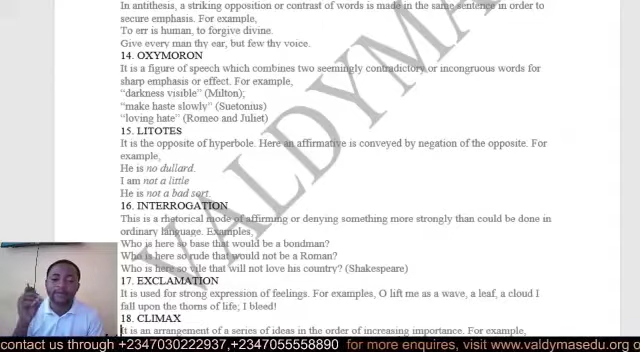 In antithesis, a striking opposition or contrast of words is made in the same sentence in order to
secure emphasis. For example,
To err is human, to forgive divine.
Give every man thy ear, but few thy voice.
14. OXYMORON
It is a figure of speech which combines two seemingly contradictory or incongruous words for
sharp emphasis or effect. For example,
“darkness visible” (Milton);
“make haste slowly” (Suetonius)
“loving hate” (Romeo and Juliet)
15. LITOTES
It is the opposite of hyperbole. Here an affirmative is conveyed by negation of the opposite. For
example,
He is no dullard.
I am not a little
He is not a bad sort.
16. INTERROGATION
This is a rhetorical mode of affirming or denying something more strongly than could be done in
ordinary language. Examples,
Who is here so base that would be a bondman?
Who is here so rude that would not be a Roman?
Who is here so vile that will not love his country? (Shakespeare)
17. EXCLAMATION
It is used for strong expression of feelings. For examples, O lift me as a wave, a leaf, a cloud I
fall upon the thorns of life; I bleed!
18. CLIMAX
It is an arrangement of a series of ideas in the order of increasing importance. For example,
VALDYMA
contact us through +2347030222937,+2347055558890 for more enquires, visit www.valdymasedu.org